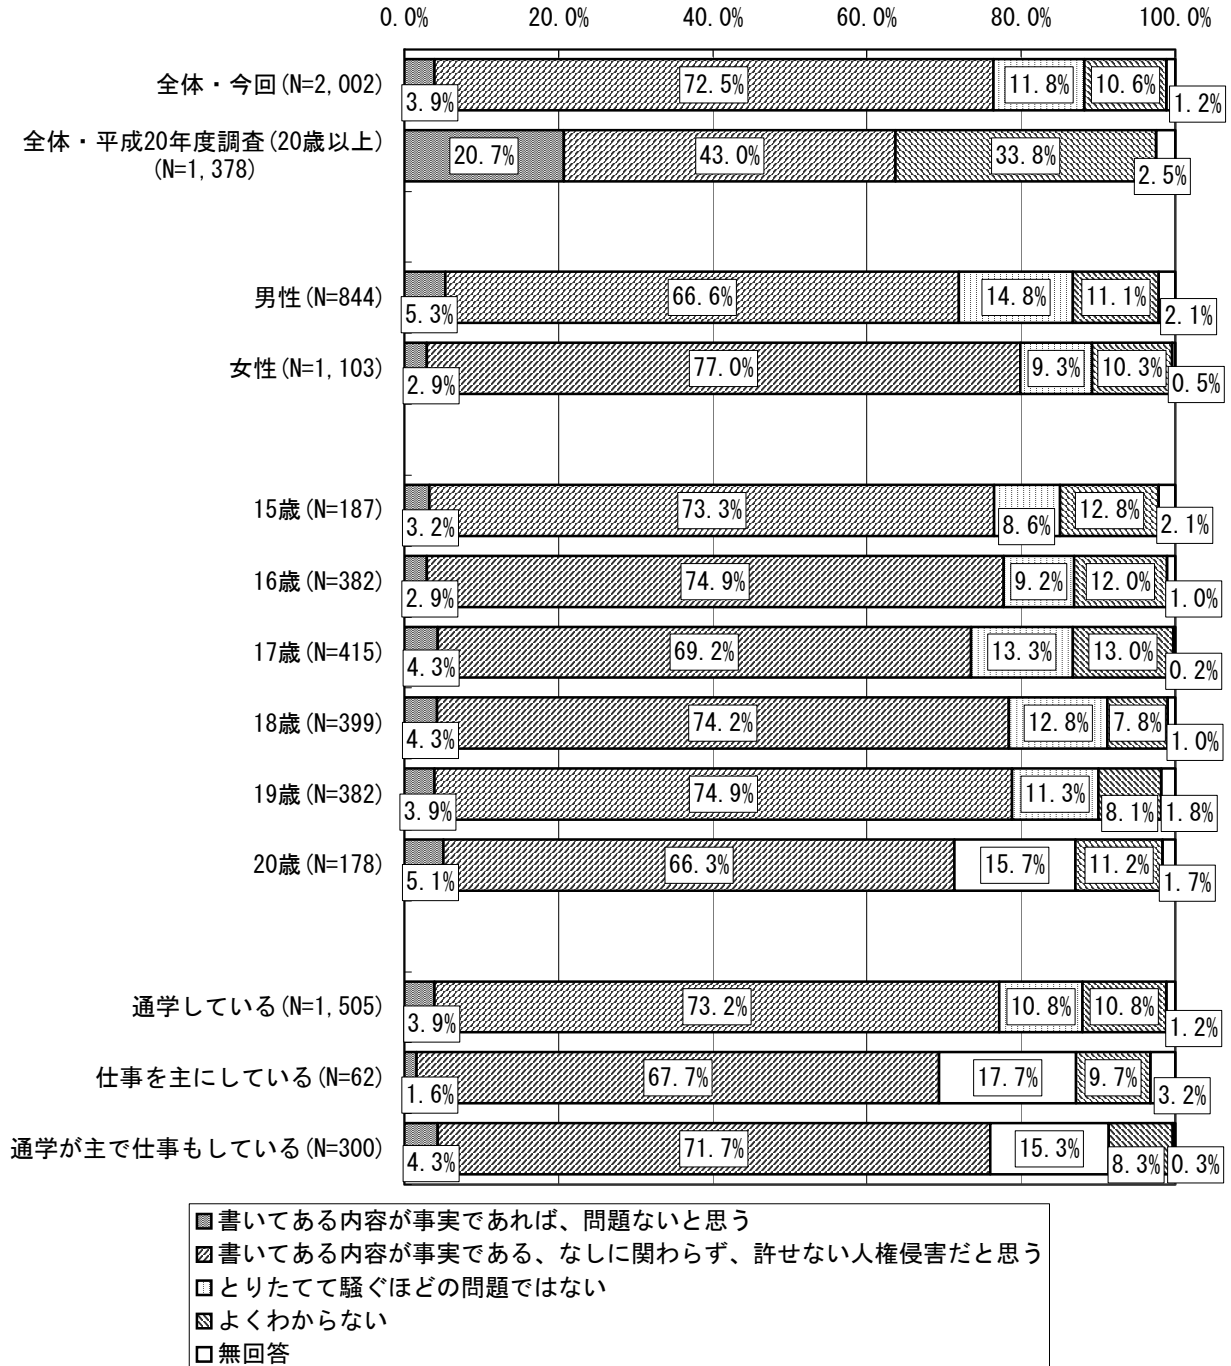 0.0% 20.0% 40.0% 60.0% 80.0% 100.0%
全体・今回(N=2,002) 3.9% 72.5% 11.8% 10.6% 1.2%
全体・平成20年度調査(20歳以上)
(N=1,378) 20.7% 43.0% 33.8% 2.5%
男性(N=844) 5.3% 66.6% 14.8% 11.1% 2.1%
女性(N=1,103) 2.9% 77.0% 9.3% 10.3% 0.5%
15歳(N=187) 3.2% 73.3% 8.6% 12.8% 2.1%
16歳(N=382) 2.9% 74.9% 9.2% 12.0% 1.0%
17歳(N=415) 4.3% 69.2% 13.3% 13.0% 0.2%
18歳(N=399) 4.3% 74.2% 12.8% 7.8% 1.0%
19歳(N=382) 3.9% 74.9% 11.3% 8.1% 1.8%
20歳(N=178) 5.1% 66.3% 15.7% 11.2% 1.7%
通学している(N=1,505) 3.9% 73.2% 10.8% 10.8% 1.2%
仕事を主にしている(N=62) 1.6% 67.7% 17.7% 9.7% 3.2%
通学が主で仕事もしている(N=300) 4.3% 71.7% 15.3% 8.3% 0.3%
書いてある内容が事実であれば、問題ないと思う
書いてある内容が事実である、なしに関わらず、許せない人権侵害だと思う
とりたてて騒ぐほどの問題ではない
よくわからない
無回答